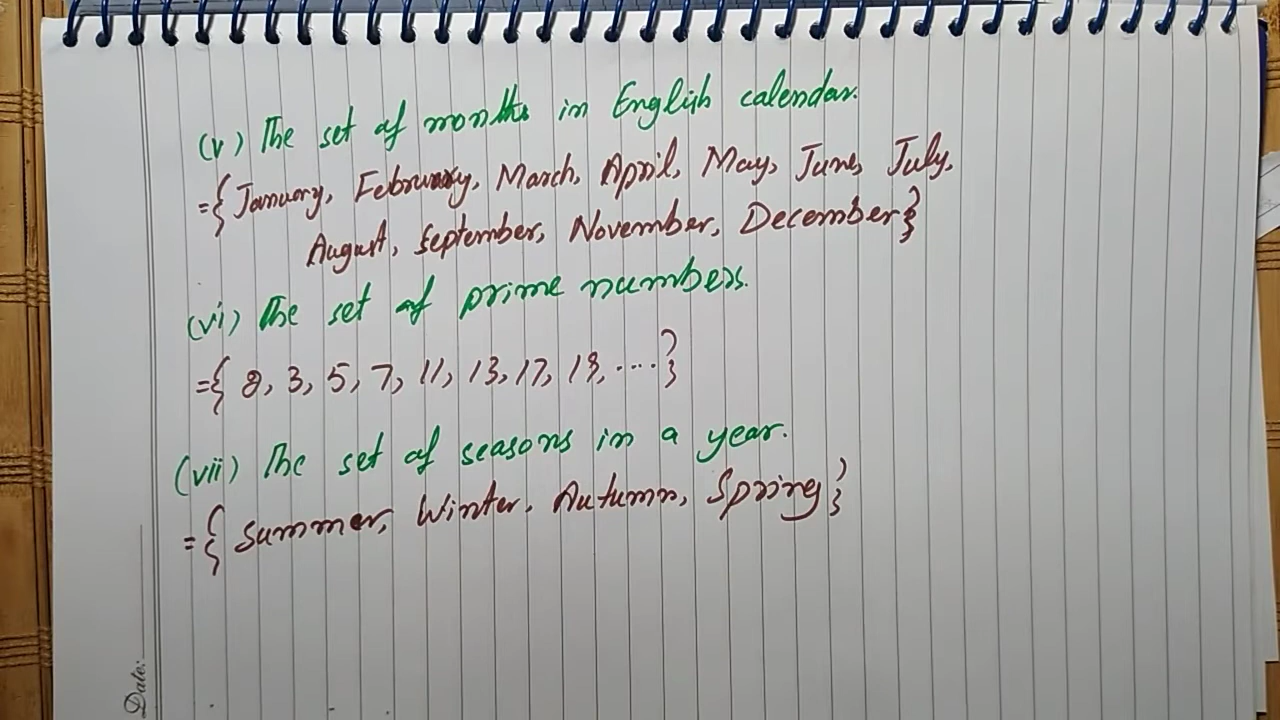 (v) The set of months in English calendar.
={January, February, March, April, May, June, July,
August, September, November, December}
(vi) The set of prime numbers.
={ 2, 3, 5, 7, 11, 13, 17, 19, ....}
(vii) The set of seasons in a year.
={ Summer, Winter, Autumn, Spring}
Date: